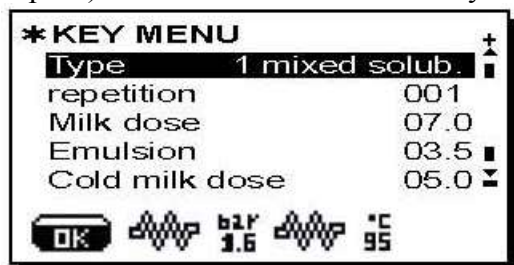 *KEY MENU
Type 1 mixed solub.
repetition 001
Milk dose 07.0
Emulsion 03.5
Cold milk dose 05.0
OK bar °C
1.6 95